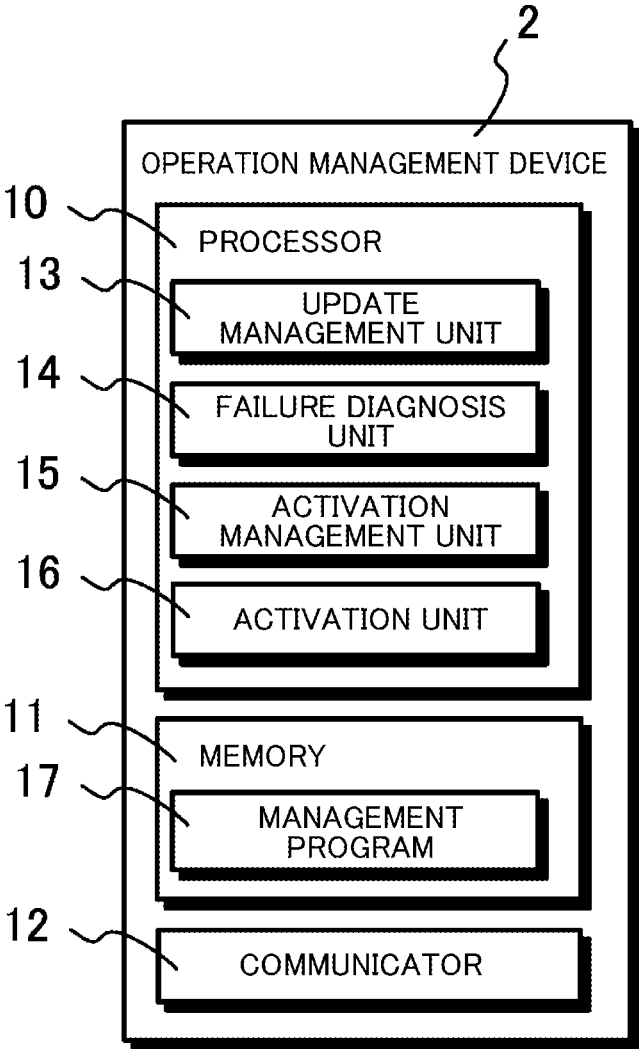 2
OPERATION MANAGEMENT DEVICE
10
PROCESSOR
13
UPDATE
MANAGEMENT UNIT
14
FAILURE DIAGNOSIS
UNIT
15
ACTIVATION
MANAGEMENT UNIT
16
ACTIVATION UNIT
11
MEMORY
17
MANAGEMENT
PROGRAM
12
COMMUNICATOR